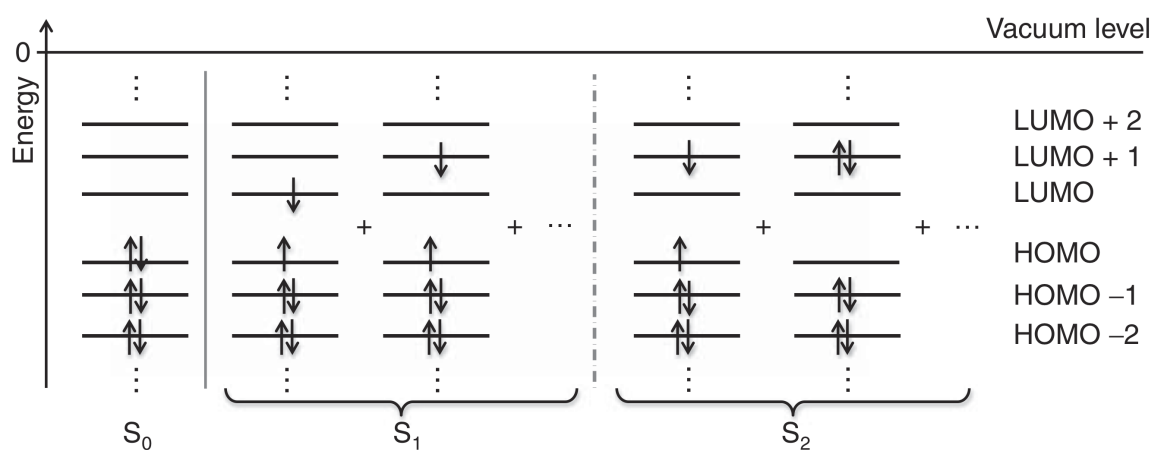 Vacuum level
0
Energy
LUMO + 2
LUMO + 1
LUMO
+ + ⋯ + + ⋯
HOMO
HOMO −1
HOMO −2
S₀ S₁ S₂